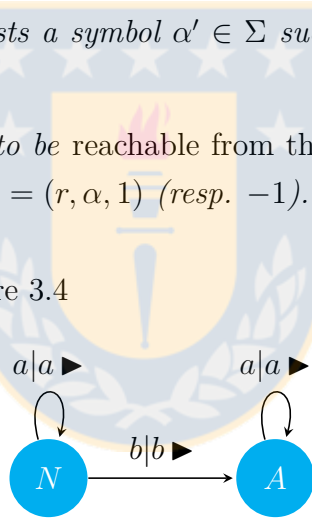 sts a symbol α′ ∈ Σ su
to be reachable from th
= (r, α, 1) (resp. −1).
re 3.4
a|a ▶ a|a ▶
b|b ▶
N A